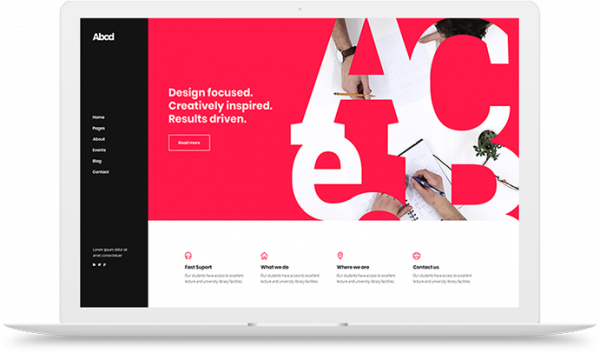 Abcd
Home
Pages
About
Events
Blog
Contact
Lorem ipsum dolor at
amet consectetuer
Design focused.
Creatively inspired.
Results driven.
Read more
A C
e B
Fast Suport
Our students have access to excellent
lecture and university library facilities.
What we do
Our students have access to excellent
lecture and university library facilities.
Where we are
Our students have access to excellent
lecture and university library facilities.
Contact us
Our students have access to excellent
lecture and university library facilities.